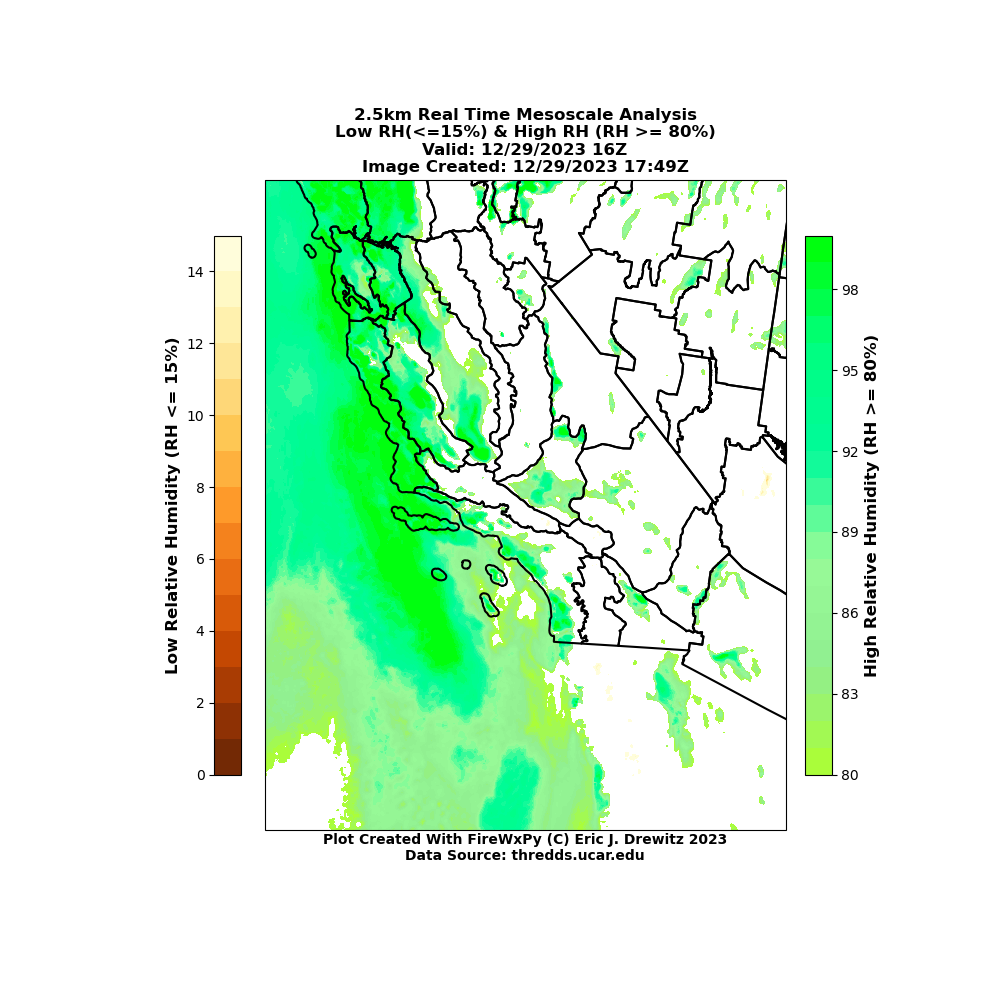 2.5km Real Time Mesoscale Analysis
Low RH(<=15%) & High RH (RH >= 80%)
Valid: 12/29/2023 16Z
Image Created: 12/29/2023 17:49Z
Low Relative Humidity (RH <= 15%)
14
12
10
8
6
4
2
0
98
95
92
89
86
83
80
High Relative Humidity (RH >= 80%)
Plot Created With FireWxPy (C) Eric J. Drewitz 2023
Data Source: thredds.ucar.edu